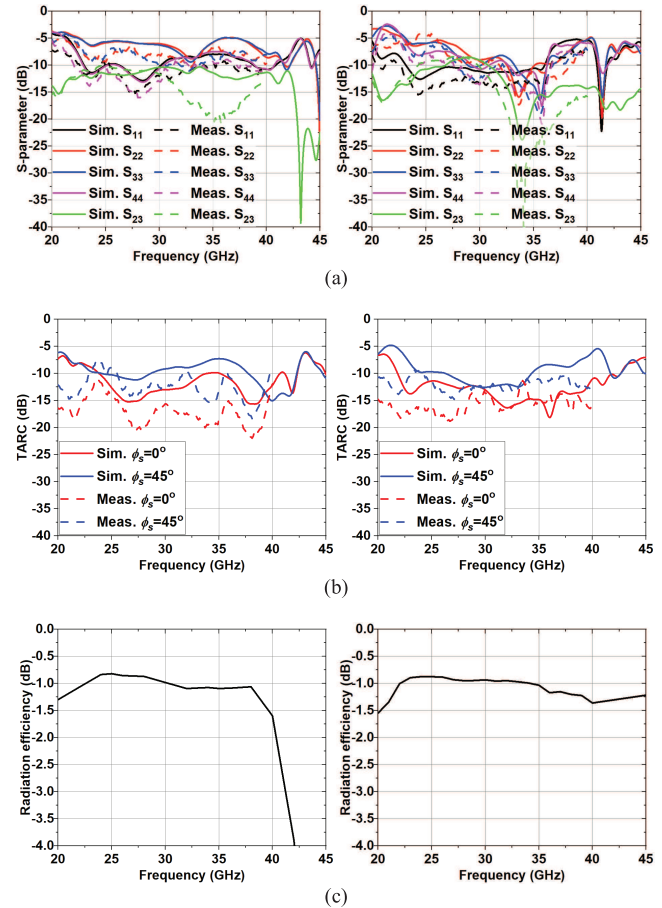 0
-5
-10
-15
-20
-25
-30
-35
-40
S-parameter (dB)
Sim. S11 Meas. S11
Sim. S22 Meas. S22
Sim. S33 Meas. S33
Sim. S44 Meas. S44
Sim. S23 Meas. S23
20 25 30 35 40 45
Frequency (GHz)
0
-5
-10
-15
-20
-25
-30
-35
-40
S-parameter (dB)
Sim. S11 Meas. S11
Sim. S22 Meas. S22
Sim. S33 Meas. S33
Sim. S44 Meas. S44
Sim. S23 Meas. S23
20 25 30 35 40 45
Frequency (GHz)
(a)
0
-5
-10
-15
-20
-25
-30
-35
-40
TARC (dB)
Sim. ϕs=0°
Sim. ϕs=45°
Meas. ϕs=0°
Meas. ϕs=45°
20 25 30 35 40 45
Frequency (GHz)
0
-5
-10
-15
-20
-25
-30
-35
-40
TARC (dB)
Sim. ϕs=0°
Sim. ϕs=45°
Meas. ϕs=0°
Meas. ϕs=45°
20 25 30 35 40 45
Frequency (GHz)
(b)
0.0
-0.5
-1.0
-1.5
-2.0
-2.5
-3.0
-3.5
-4.0
Radiation efficiency (dB)
20 25 30 35 40 45
Frequency (GHz)
0.0
-0.5
-1.0
-1.5
-2.0
-2.5
-3.0
-3.5
-4.0
Radiation efficiency (dB)
20 25 30 35 40 45
Frequency (GHz)
(c)